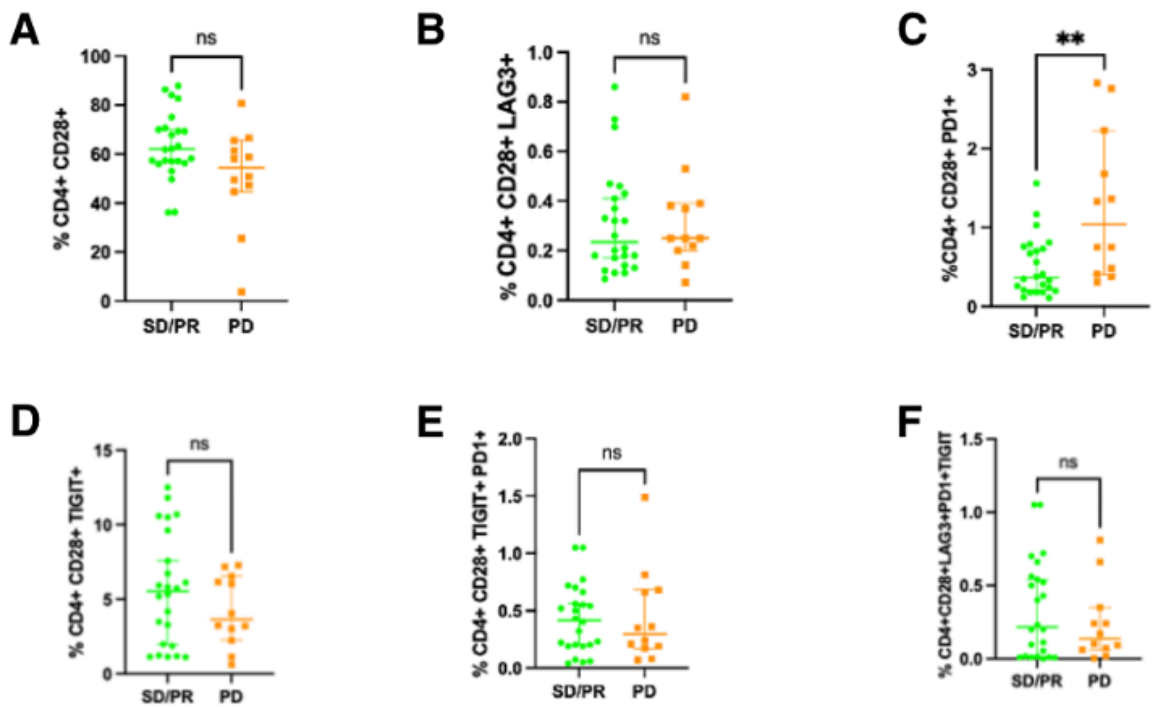 A
ns
% CD4+ CD28+
100
80
60
40
20
0
SD/PR PD
B
ns
% CD4+ CD28+ LAG3+
1.0
0.8
0.6
0.4
0.2
0.0
SD/PR PD
C
**
%CD4+ CD28+ PD1+
3
2
1
0
SD/PR PD
D
ns
% CD4+ CD28+ TIGIT+
15
10
5
0
SD/PR PD
E
ns
% CD4+ CD28+ TIGIT+ PD1+
2.0
1.5
1.0
0.5
0.0
SD/PR PD
F
ns
% CD4+CD28+LAG3+PD1+TIGIT
1.5
1.0
0.5
0.0
SD/PR PD